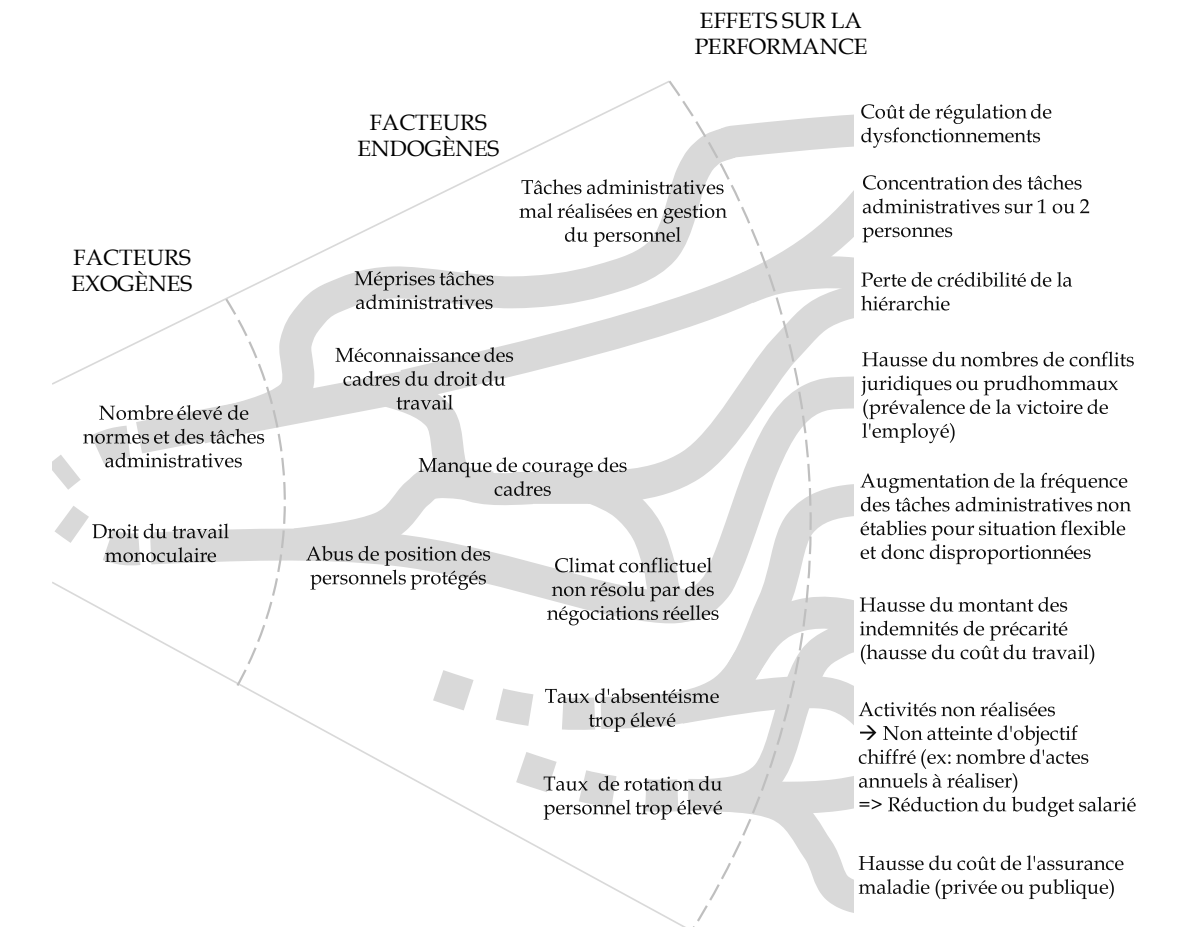 EFFETS SUR LA
PERFORMANCE
FACTEURS
ENDOGÈNES
FACTEURS
EXOGÈNES
Tâches administratives
mal réalisées en gestion
du personnel
Méprises tâches
administratives
Méconnaissance des
cadres du droit du
travail
Nombre élevé de
normes et des tâches
administratives
Manque de courage des
cadres
Droit du travail
monoculaire
Abus de position des
personnels protégés
Climat conflictuel
non résolu par des
négociations réelles
Taux d'absentéisme
trop élevé
Taux de rotation du
personnel trop élevé
Coût de régulation de
dysfonctionnements
Concentration des tâches
administratives sur 1 ou 2
personnes
Perte de crédibilité de la
hiérarchie
Hausse du nombres de conflits
juridiques ou prudhommaux
(prévalence de la victoire de
l'employé)
Augmentation de la fréquence
des tâches administratives non
établies pour situation flexible
et donc disproportionnées
Hausse du montant des
indemnités de précarité
(hausse du coût du travail)
Activités non réalisées
→ Non atteinte d'objectif
chiffré (ex: nombre d'actes
annuels à réaliser)
=> Réduction du budget salarié
Hausse du coût de l'assurance
maladie (privée ou publique)